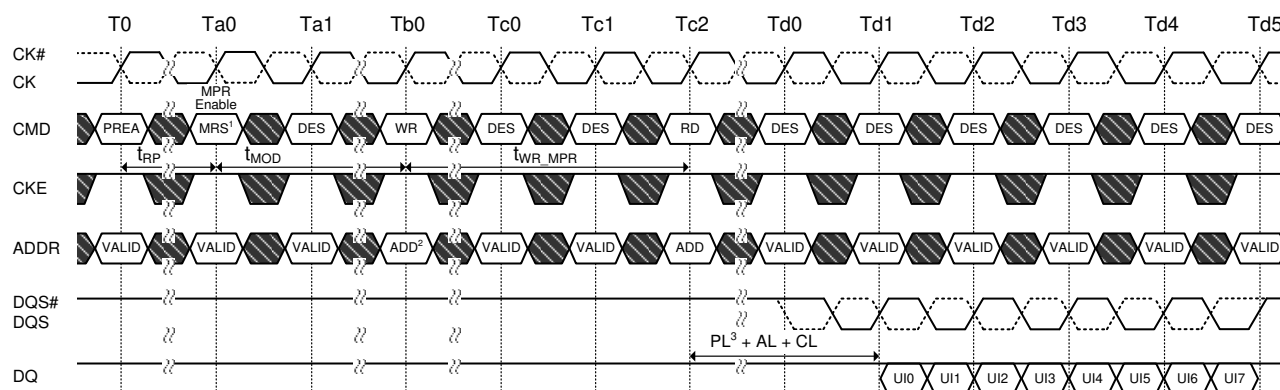 T0 Ta0 Ta1 Tb0 Tc0 Tc1 Tc2 Td0 Td1 Td2 Td3 Td4 Td5
CK#
CK
MPR
Enable
CMD PREA MRS1 DES WR DES DES RD DES DES DES DES DES DES
tRP tMOD tWR_MPR
CKE
ADDR VALID VALID VALID ADD2 VALID VALID ADD VALID VALID VALID VALID VALID VALID
DQS#
DQS
PL3 + AL + CL
DQ UI0 UI1 UI2 UI3 UI4 UI5 UI6 UI7